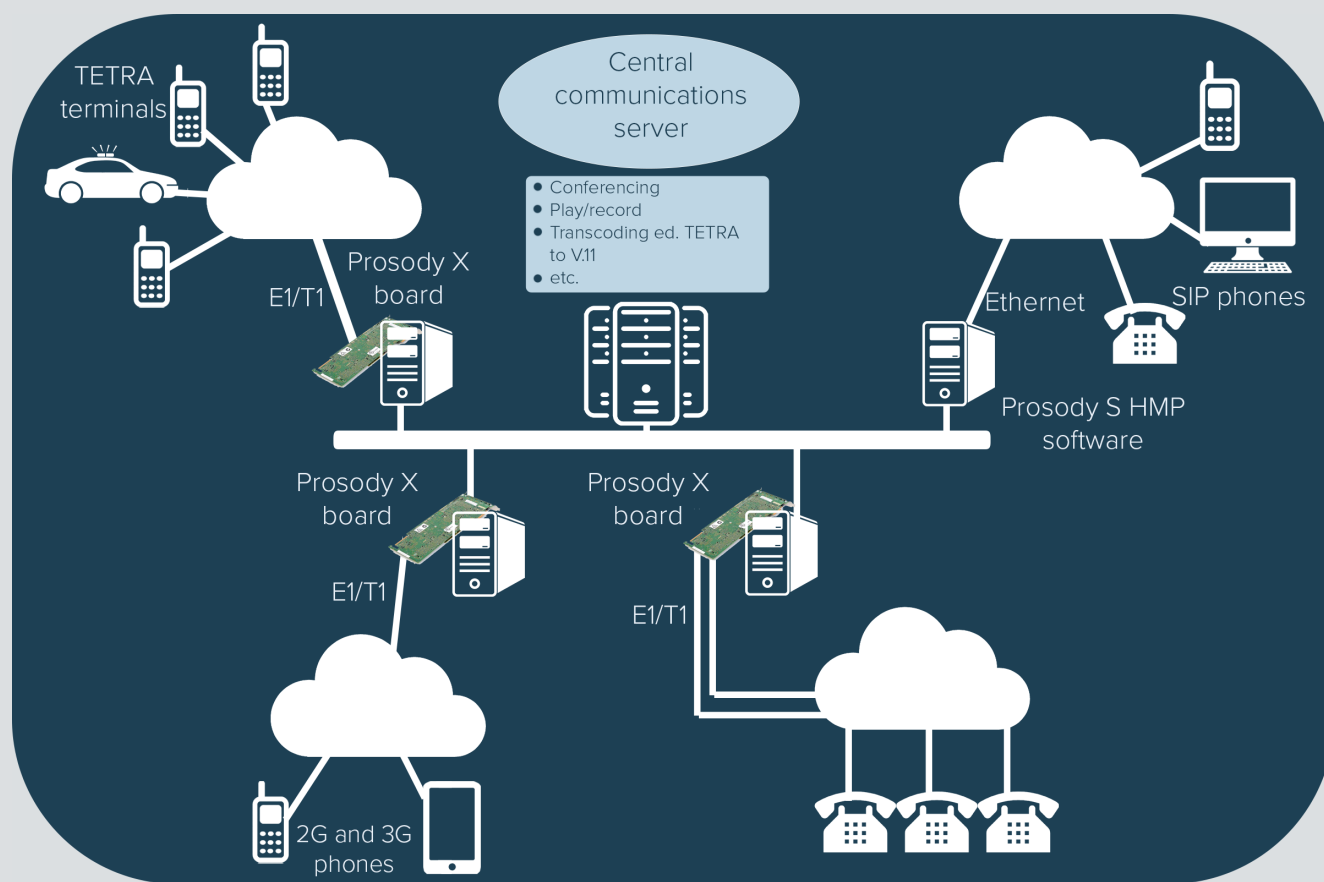 TETRA
terminals
Central
communications
server
Conferencing
Play/record
Transcoding ed. TETRA
to V.11
etc.
Prosody X
board
E1/T1
Ethernet
SIP phones
Prosody S HMP
software
Prosody X
board
E1/T1
Prosody X
board
E1/T1
2G and 3G
phones